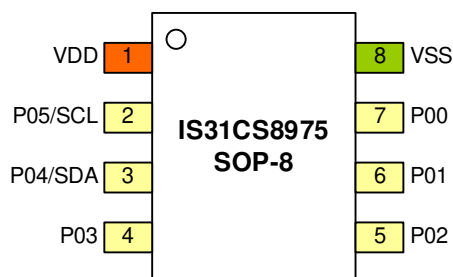 VDD 1 8 VSS
P05/SCL 2 7 P00
IS31CS8975
SOP-8
P04/SDA 3 6 P01
P03 4 5 P02